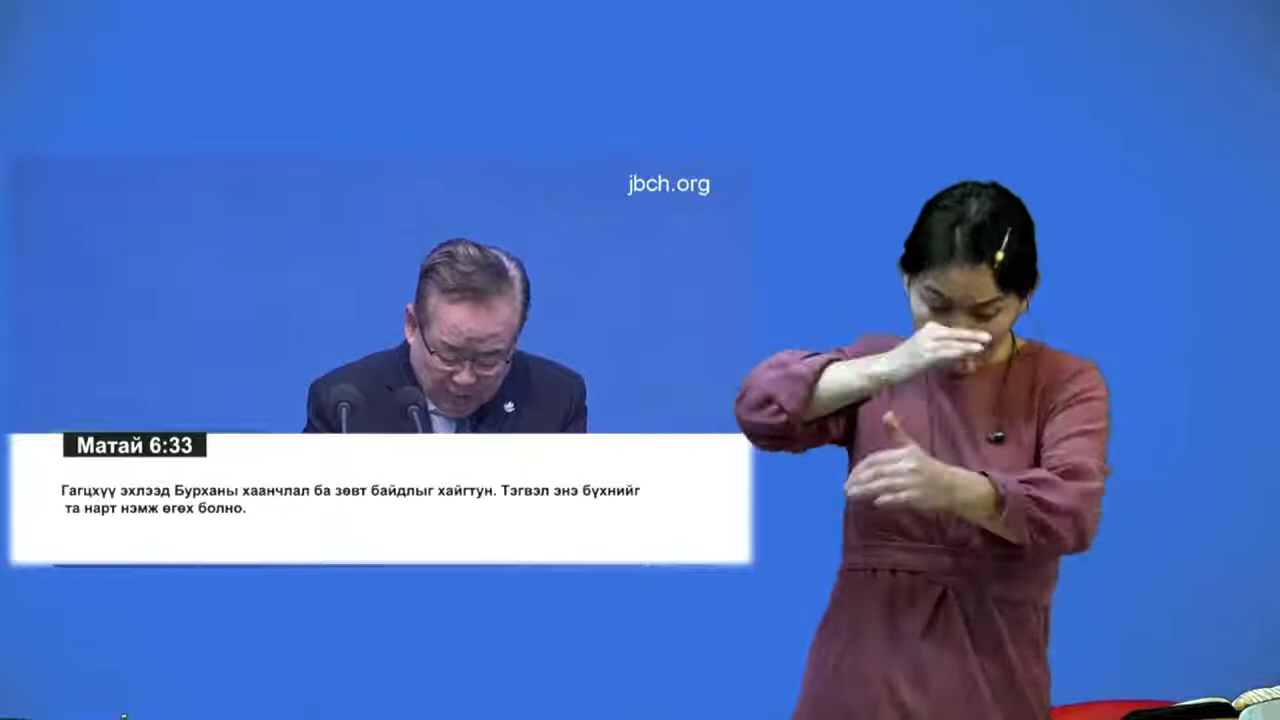 jbch.org
Матай 6:33
Гагцхүү эхлээд Бурханы хаанчлал ба зөвт байдлыг хайгтун. Тэгвэл энэ бүхнийг
та нарт нэмж өгөх болно.